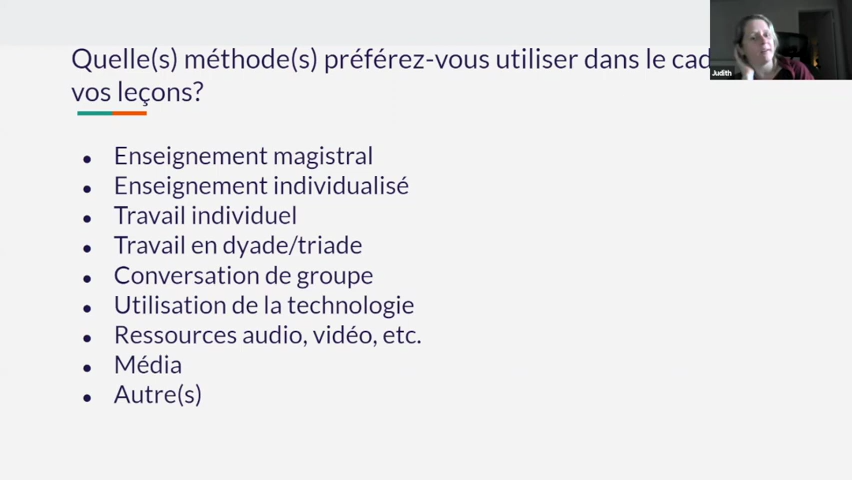 Quelle(s) méthode(s) préférez-vous utiliser dans le cad
vos leçons?
Judith
• Enseignement magistral
• Enseignement individualisé
• Travail individuel
• Travail en dyade/triade
• Conversation de groupe
• Utilisation de la technologie
• Ressources audio, vidéo, etc.
• Média
• Autre(s)